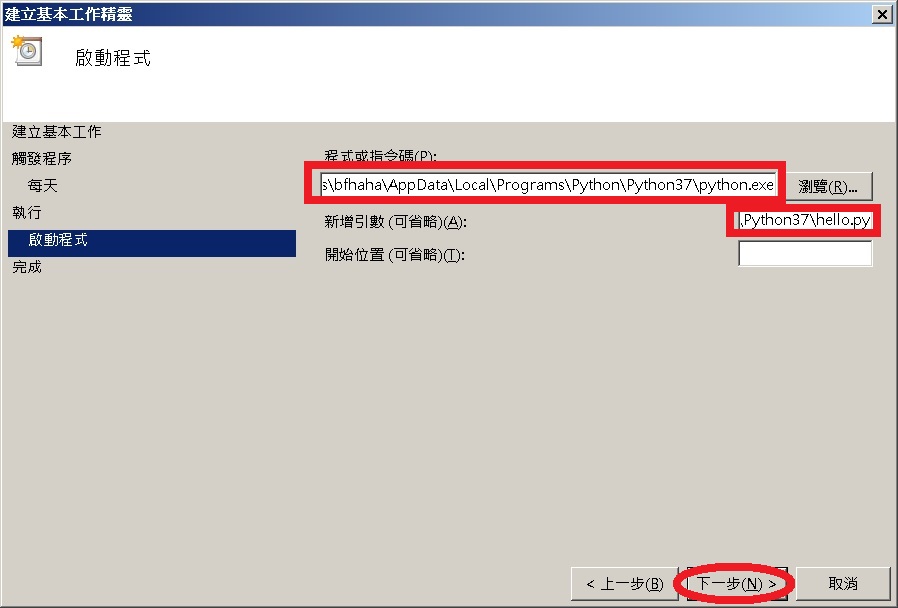 建立基本工作精靈
啟動程式
建立基本工作
觸發程序
每天
執行
啟動程式
完成
程式或指令碼(P):
s\bfhaha\AppData\Local\Programs\Python\Python37\python.exe
瀏覽(R)...
新增引數 (可省略)(A):
\Python37\hello.py
開始位置 (可省略)(T):
< 上一步(B)
下一步(N) >
取消